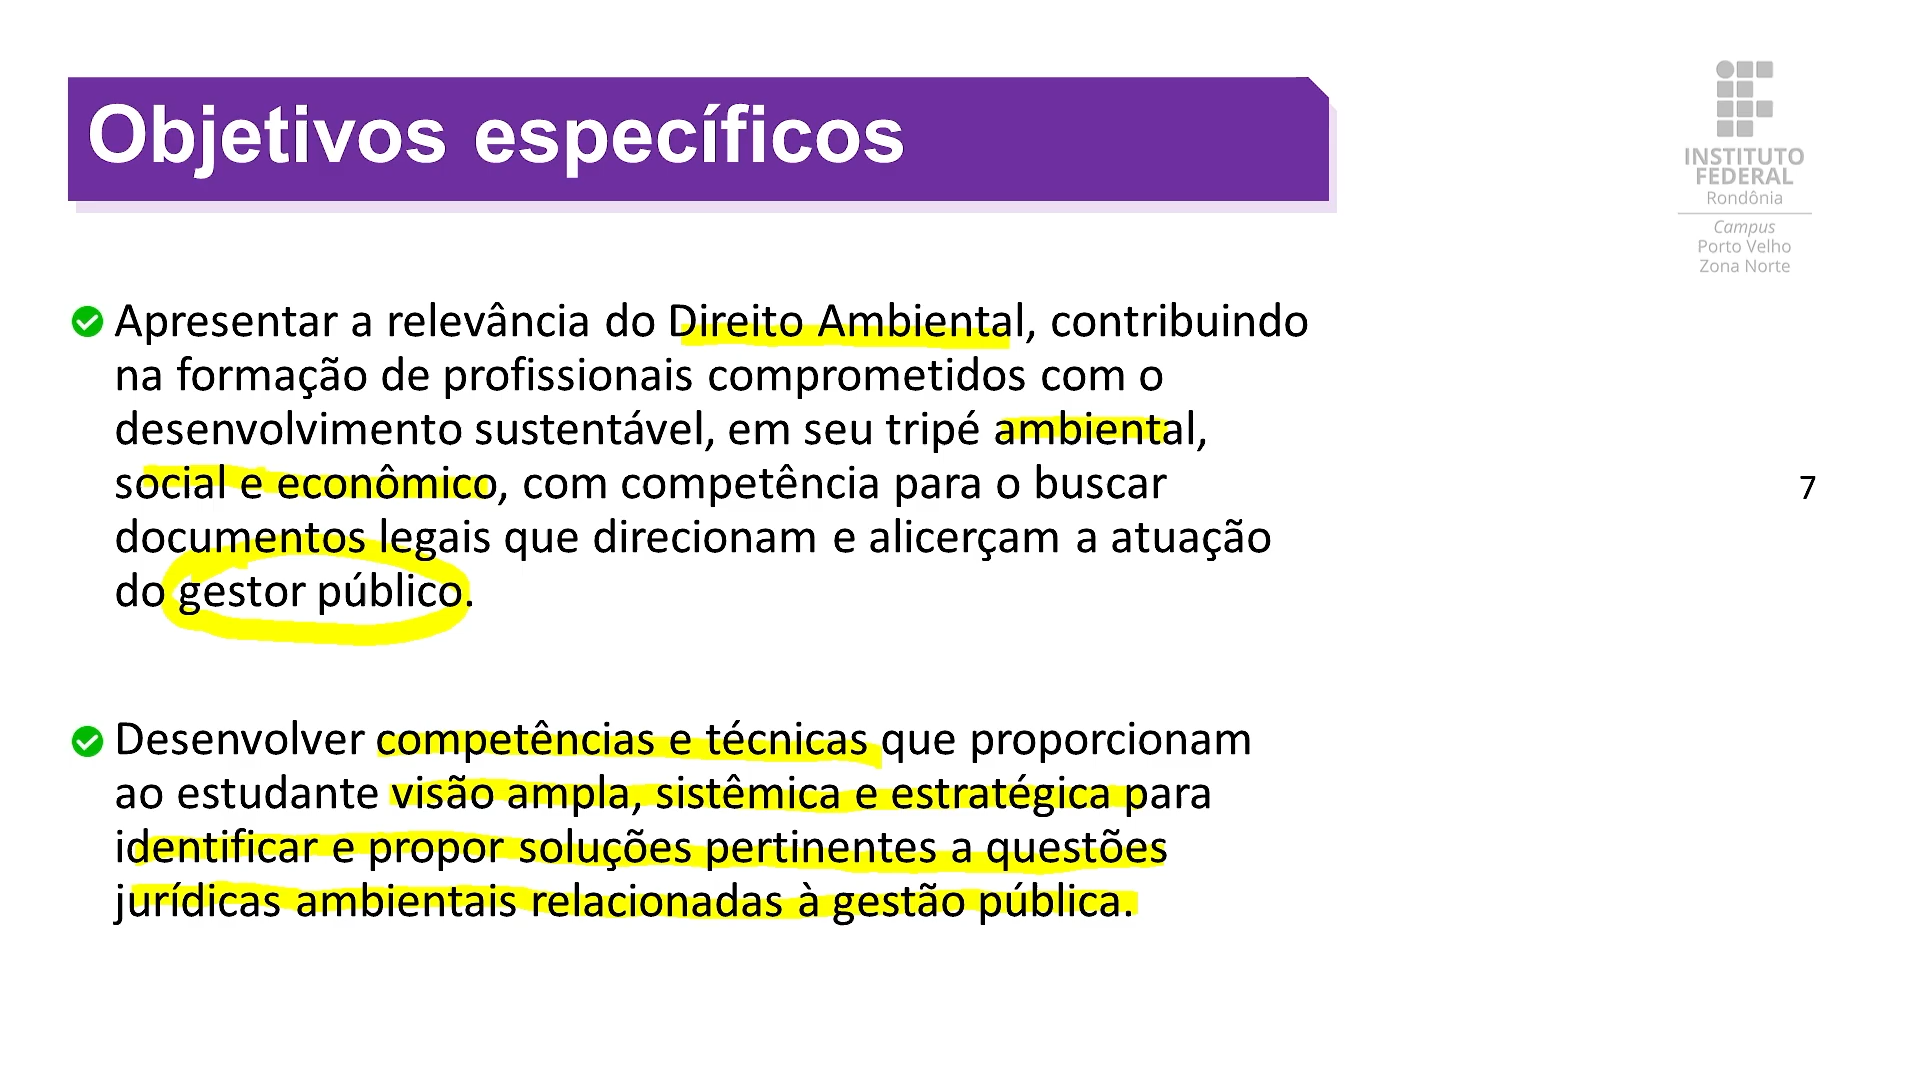 Objetivos específicos
INSTITUTO
FEDERAL
Rondônia
Campus
Porto Velho
Zona Norte
Apresentar a relevância do Direito Ambiental, contribuindo
na formação de profissionais comprometidos com o
desenvolvimento sustentável, em seu tripé ambiental,
social e econômico, com competência para o buscar
documentos legais que direcionam e alicerçam a atuação
do gestor público.
7
Desenvolver competências e técnicas que proporcionam
ao estudante visão ampla, sistêmica e estratégica para
identificar e propor soluções pertinentes a questões
jurídicas ambientais relacionadas à gestão pública.